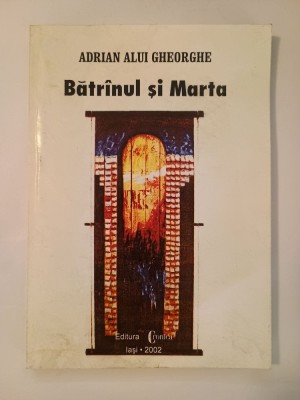 ADRIAN ALUI GHEORGHE
Bătrînul și Marta
Editura Cronica
Iași • 2002